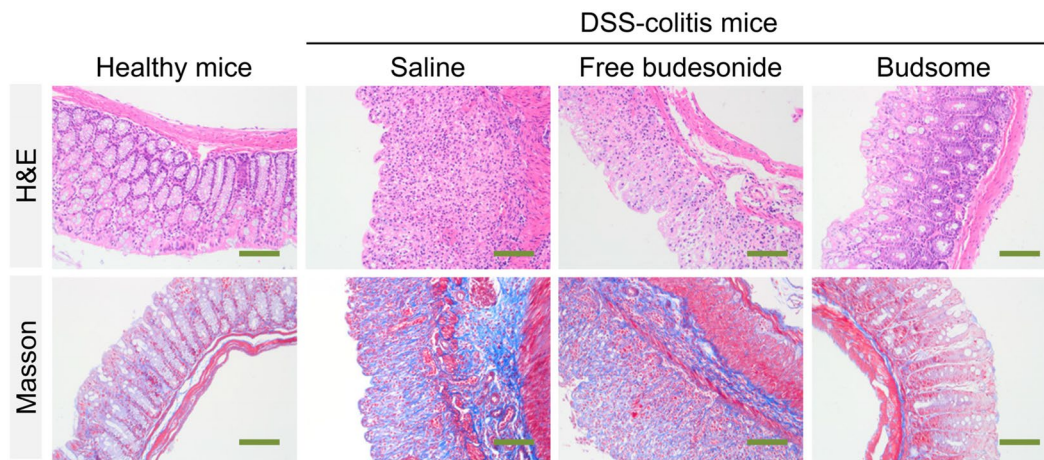 DSS-colitis mice
Healthy mice
Saline
Free budesonide
Budsome
H&E
Masson